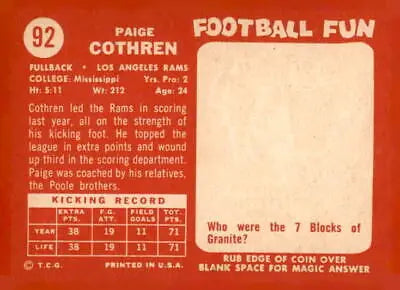 92
PAIGE
COTHREN
FULLBACK • LOS ANGELES RAMS
COLLEGE: Mississippi Yrs. Pro: 2
Ht: 5:11 Wt: 212 Age: 24
Cothren led the Rams in scoring
last year, all on the strength of
his kicking foot. He topped the
league in extra points and wound
up third in the scoring department.
Paige was coached by his relatives,
the Poole brothers.
KICKING RECORD
EXTRA PTS. F.G. ATT. FIELD GOALS TOT. PTS.
YEAR 38 19 11 71
LIFE 38 19 11 71
© T.C.G. PRINTED IN U.S.A.
FOOTBALL FUN
Who were the 7 Blocks of
Granite?
RUB EDGE OF COIN OVER
BLANK SPACE FOR MAGIC ANSWER